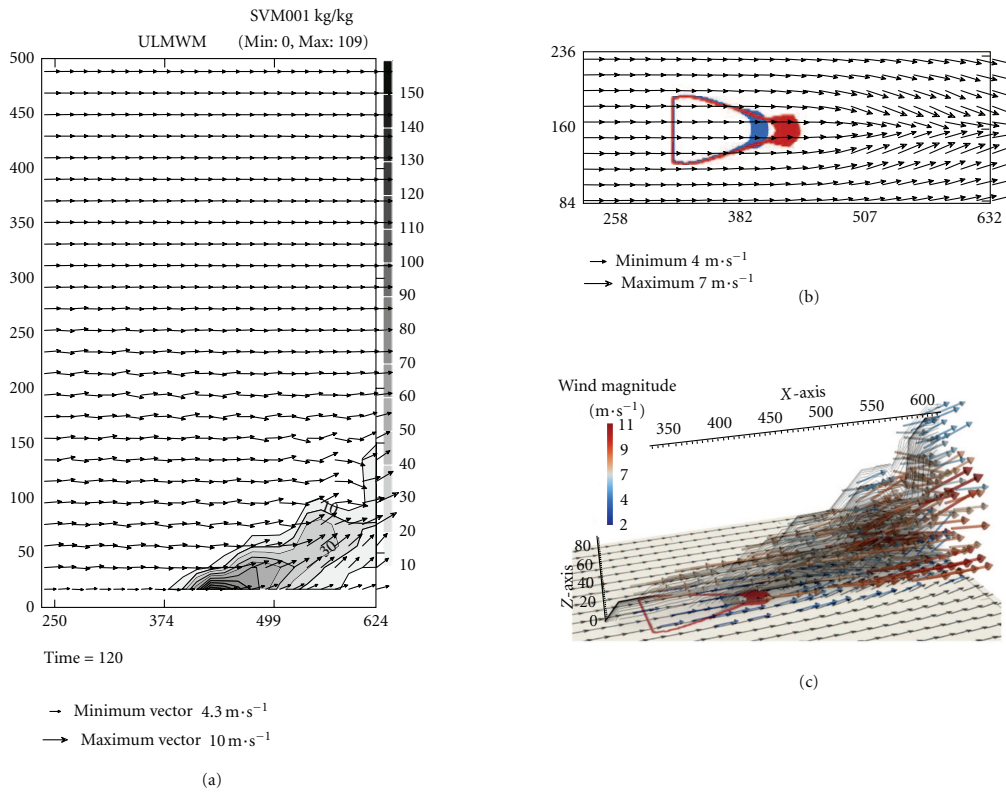 SVM001 kg/kg
ULMWM (Min: 0, Max: 109)
500
450
400
350
300
250
200
150
100
50
0
150
140
130
120
110
100
90
80
70
60
50
40
30
20
10
10
30
250 374 499 624
Time = 120
Minimum vector 4.3 m·s⁻¹
Maximum vector 10 m·s⁻¹
(a)
236
160
84
258 382 507 632
Minimum 4 m·s⁻¹
Maximum 7 m·s⁻¹
(b)
Wind magnitude
(m·s⁻¹)
11
9
7
4
2
X-axis
350 400 450 500 550 600
Z-axis
80
60
40
20
0
(c)